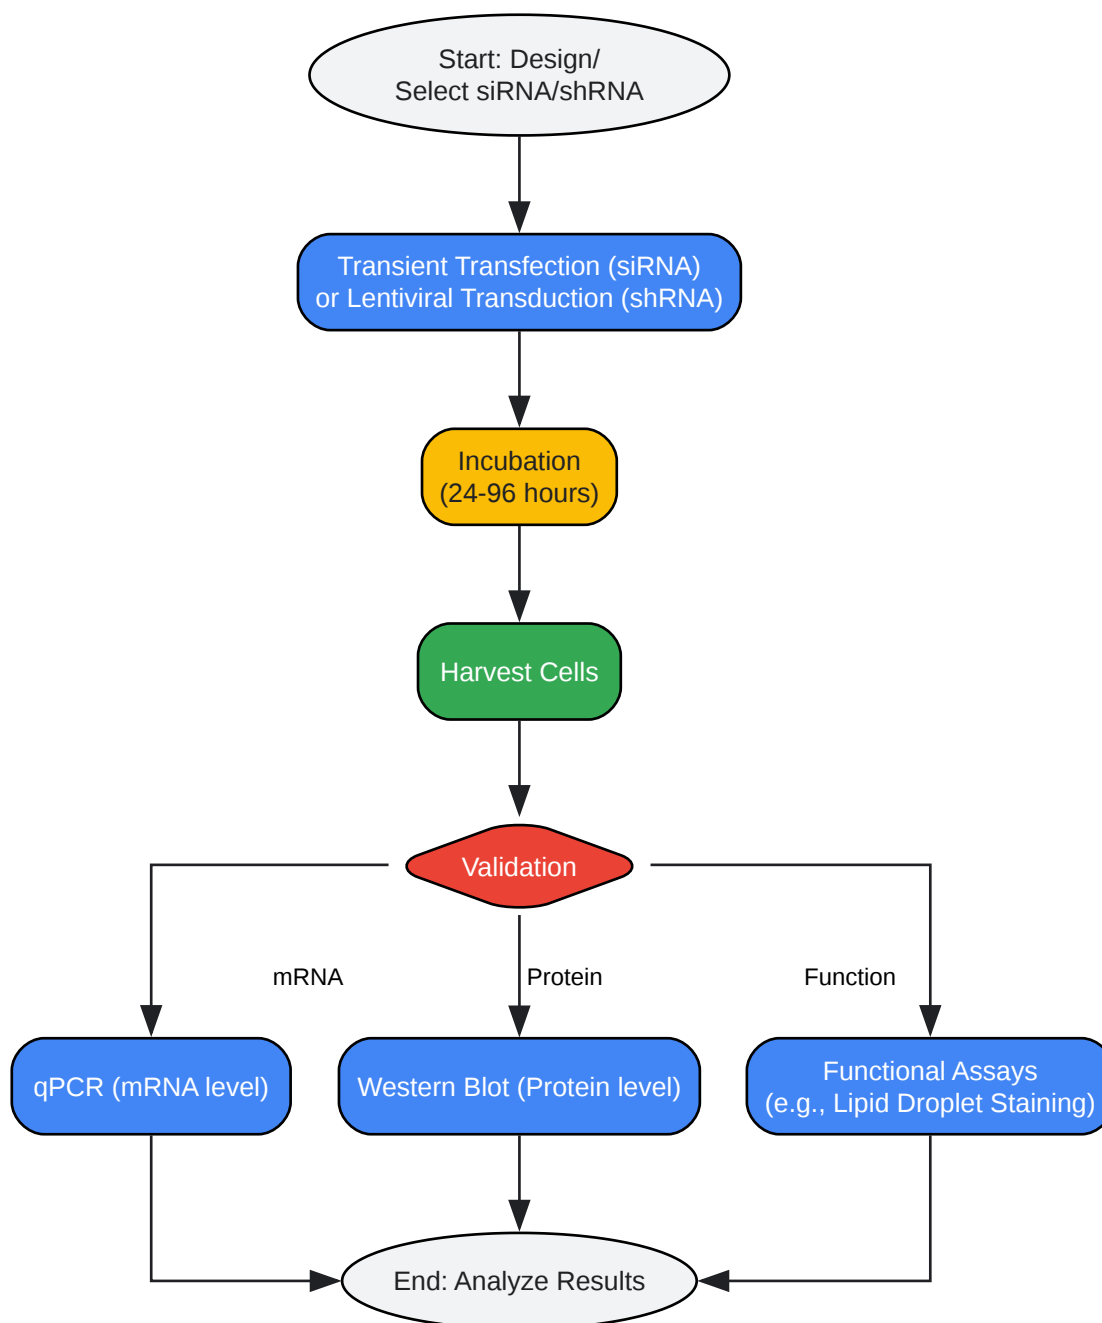 Start: Design/
Select siRNA/shRNA
Transient Transfection (siRNA)
or Lentiviral Transduction (shRNA)
Incubation
(24-96 hours)
Harvest Cells
Validation
mRNA
Protein
Function
qPCR (mRNA level)
Western Blot (Protein level)
Functional Assays
(e.g., Lipid Droplet Staining)
End: Analyze Results